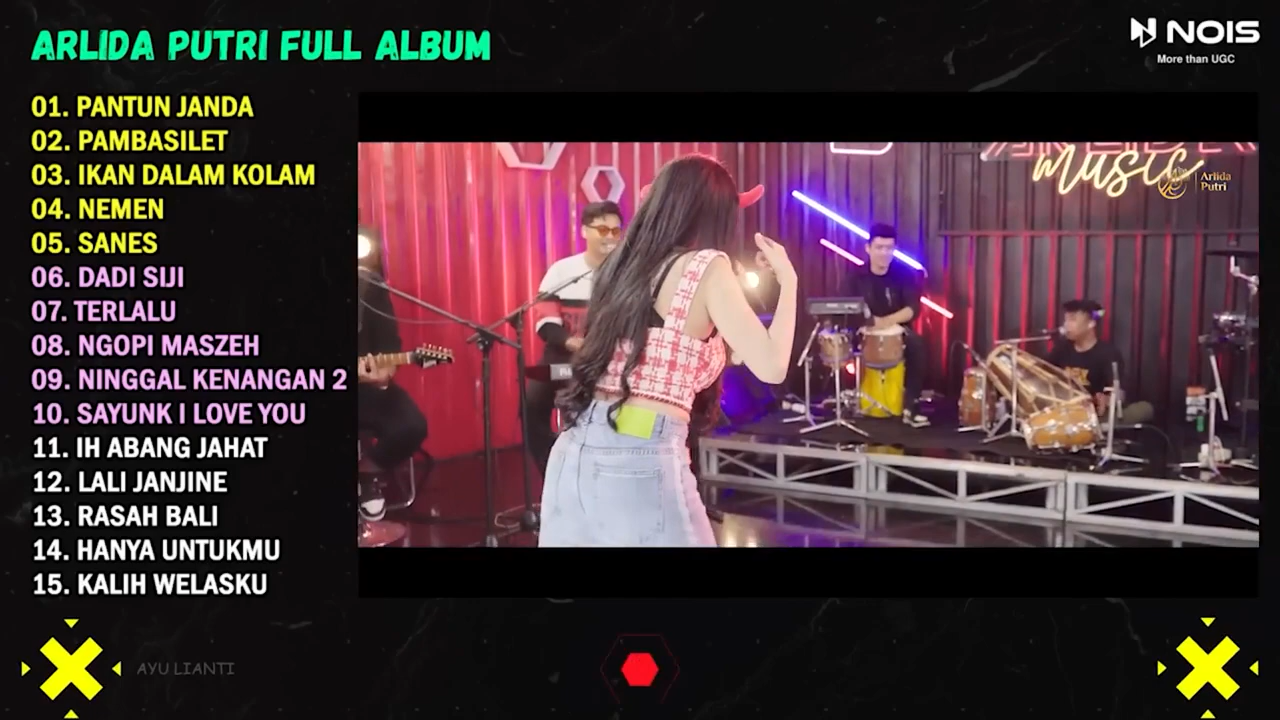 ARLIDA PUTRI FULL ALBUM
NOIS
More than UGC
01. PANTUN JANDA
02. PAMBASILET
03. IKAN DALAM KOLAM
04. NEMEN
05. SANES
06. DADI SIJI
07. TERLALU
08. NGOPI MASZEH
09. NINGGAL KENANGAN 2
10. SAYUNK I LOVE YOU
11. IH ABANG JAHAT
12. LALI JANJINE
13. RASAH BALI
14. HANYA UNTUKMU
15. KALIH WELASKU
music
Arlida
Putri
AYU LIANTI